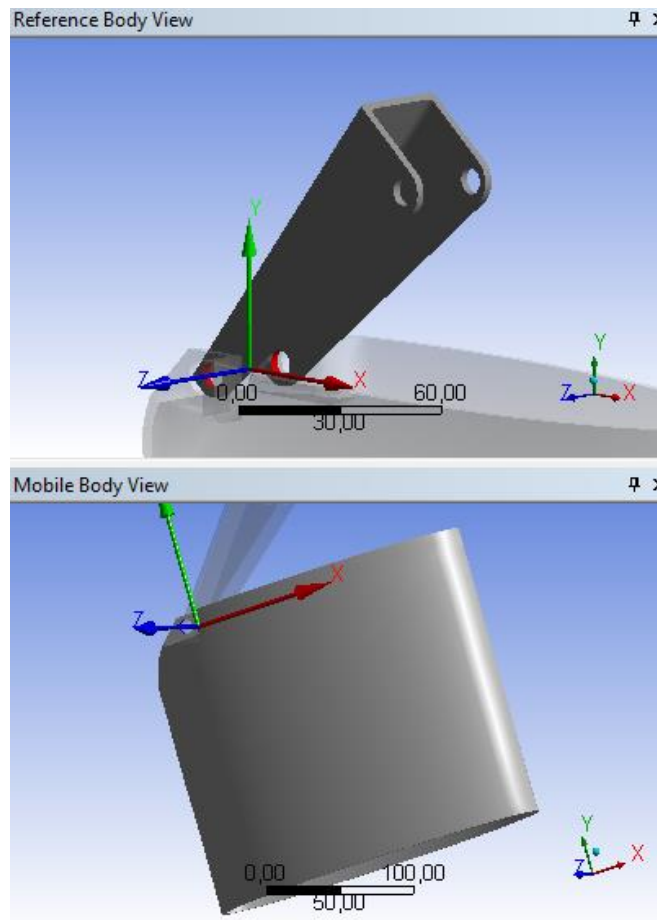 Reference Body View
Y
Z
X
0,00
60,00
30,00
Y
Z
X
Mobile Body View
X
Z
0,00
100,00
50,00
Y
X
Z